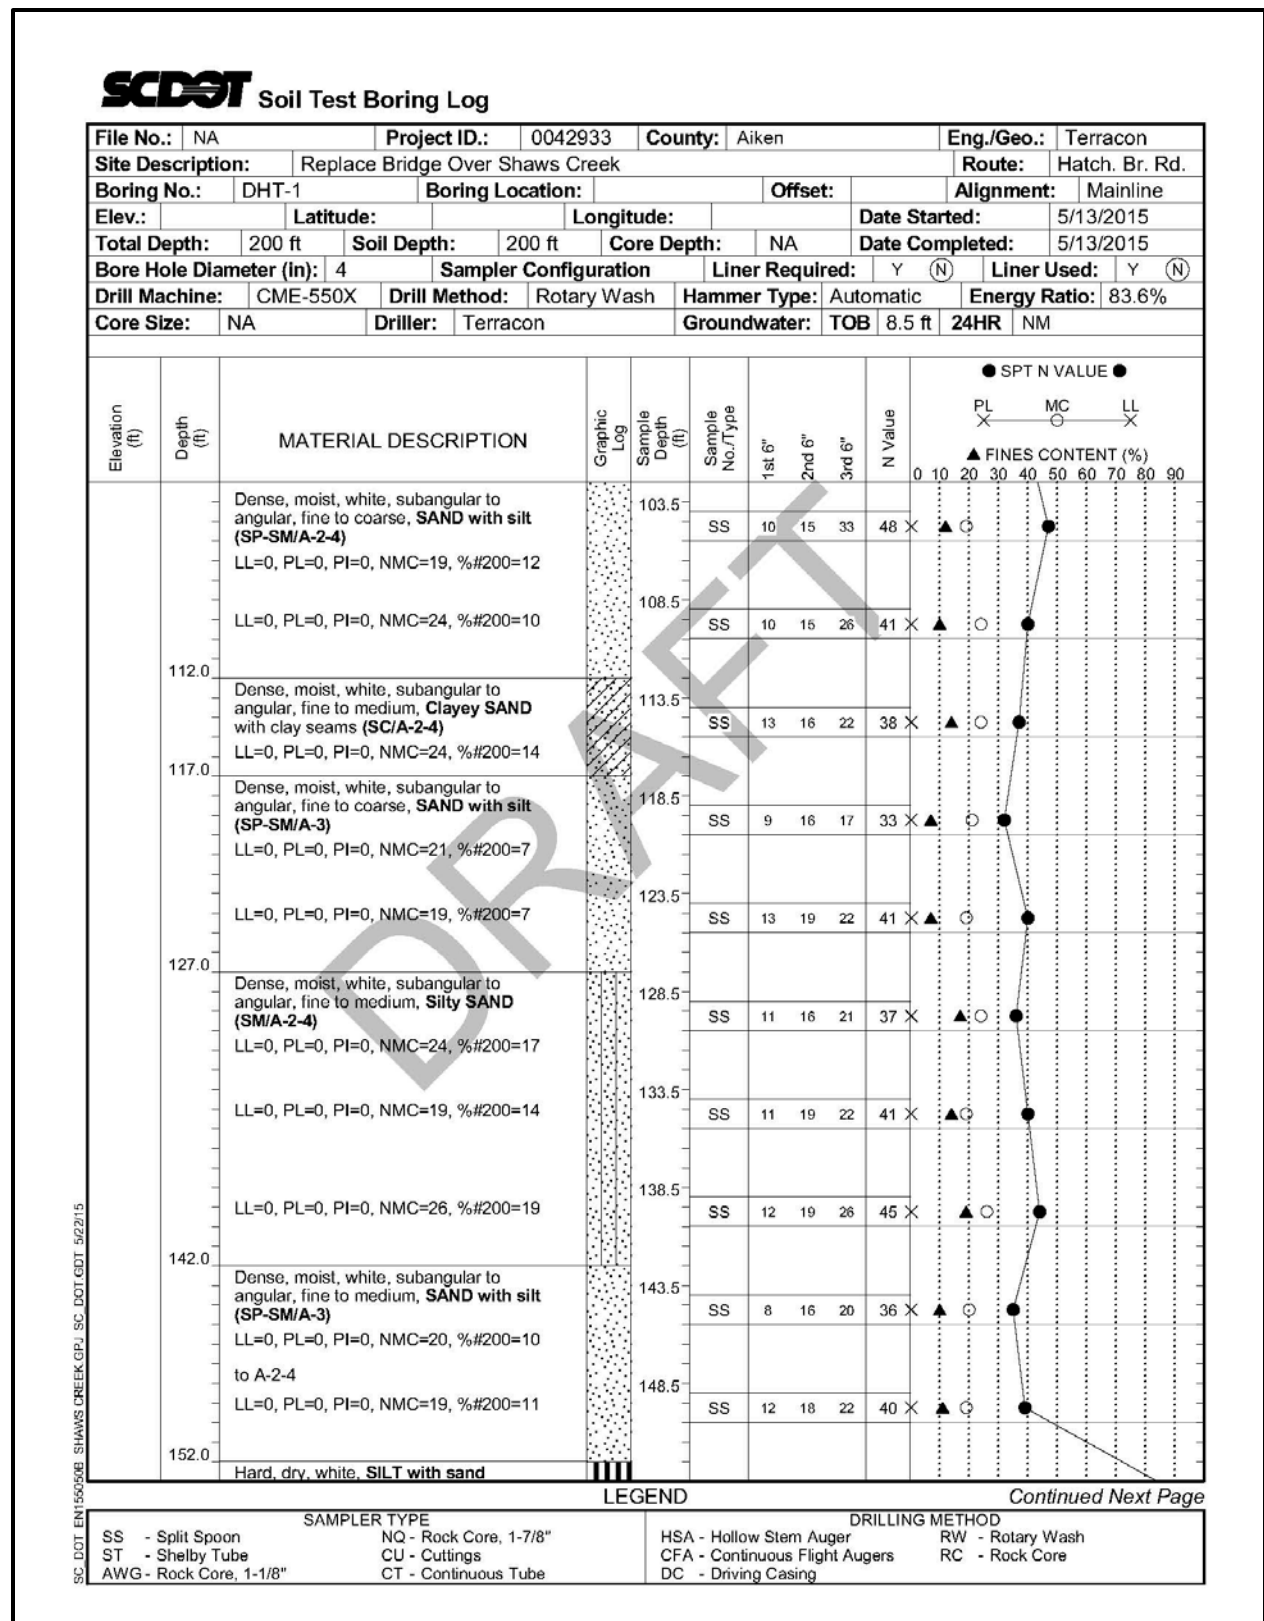 SCDOT Soil Test Boring Log
File No.: NA Project ID.: 0042933 County: Aiken Eng./Geo.: Terracon
Site Description: Replace Bridge Over Shaws Creek Route: Hatch. Br. Rd.
Boring No.: DHT-1 Boring Location: Offset: Alignment: Mainline
Elev.: Latitude: Longitude: Date Started: 5/13/2015
Total Depth: 200 ft Soil Depth: 200 ft Core Depth: NA Date Completed: 5/13/2015
Bore Hole Diameter (in): 4 Sampler Configuration Liner Required: Y N Liner Used: Y N
Drill Machine: CME-550X Drill Method: Rotary Wash Hammer Type: Automatic Energy Ratio: 83.6%
Core Size: NA Driller: Terracon Groundwater: TOB 8.5 ft 24HR NM
Elevation (ft)
Depth (ft)
MATERIAL DESCRIPTION
Graphic Log
Sample Depth (ft)
Sample No./Type
1st 6"
2nd 6"
3rd 6"
N Value
● SPT N VALUE ●
PL MC LL
▲ FINES CONTENT (%)
0 10 20 30 40 50 60 70 80 90
Dense, moist, white, subangular to
angular, fine to coarse, SAND with silt
(SP-SM/A-2-4)
103.5
SS 10 15 33 48
LL=0, PL=0, PI=0, NMC=19, %#200=12
108.5
LL=0, PL=0, PI=0, NMC=24, %#200=10
SS 10 15 26 41
112.0
Dense, moist, white, subangular to
angular, fine to medium, Clayey SAND
with clay seams (SC/A-2-4)
113.5
SS 13 16 22 38
LL=0, PL=0, PI=0, NMC=24, %#200=14
117.0
Dense, moist, white, subangular to
angular, fine to coarse, SAND with silt
(SP-SM/A-3)
118.5
SS 9 16 17 33
LL=0, PL=0, PI=0, NMC=21, %#200=7
123.5
LL=0, PL=0, PI=0, NMC=19, %#200=7
SS 13 19 22 41
127.0
Dense, moist, white, subangular to
angular, fine to medium, Silty SAND
(SM/A-2-4)
128.5
SS 11 16 21 37
LL=0, PL=0, PI=0, NMC=24, %#200=17
133.5
LL=0, PL=0, PI=0, NMC=19, %#200=14
SS 11 19 22 41
138.5
LL=0, PL=0, PI=0, NMC=26, %#200=19
SS 12 19 26 45
142.0
Dense, moist, white, subangular to
angular, fine to medium, SAND with silt
(SP-SM/A-3)
143.5
SS 8 16 20 36
LL=0, PL=0, PI=0, NMC=20, %#200=10
to A-2-4
148.5
LL=0, PL=0, PI=0, NMC=19, %#200=11
SS 12 18 22 40
152.0
Hard, dry, white, SILT with sand
DRAFT
LEGEND
Continued Next Page
SAMPLER TYPE
SS - Split Spoon NQ - Rock Core, 1-7/8"
ST - Shelby Tube CU - Cuttings
AWG - Rock Core, 1-1/8" CT - Continuous Tube
DRILLING METHOD
HSA - Hollow Stem Auger RW - Rotary Wash
CFA - Continuous Flight Augers RC - Rock Core
DC - Driving Casing
SC_DOT EN155050B SHAWS CREEK.GPJ SC_DOT.GDT 5/22/15